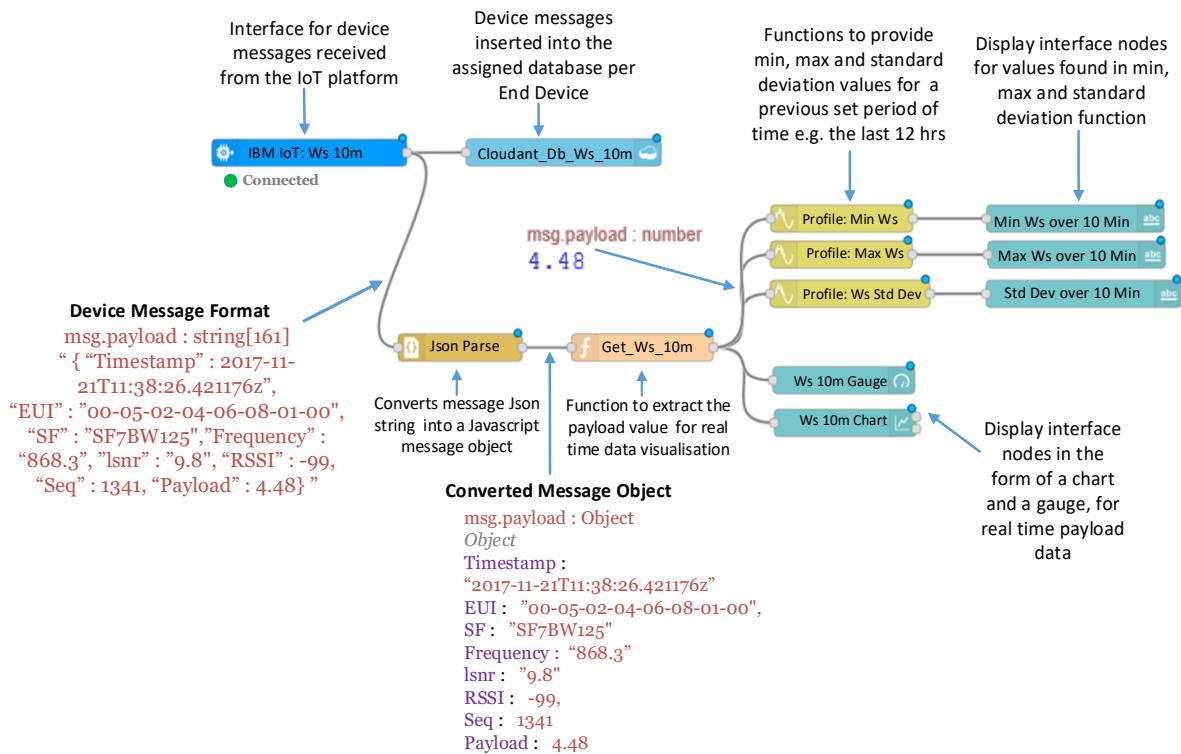 Interface for device
messages received
from the IoT platform
Device messages
inserted into the
assigned database per
End Device
Functions to provide
min, max and standard
deviation values for a
previous set period of
time e.g. the last 12 hrs
Display interface nodes
for values found in min,
max and standard
deviation function
IBM IoT: Ws 10m
Connected
Cloudant_Db_Ws_10m
msg.payload : number
4.48
Profile: Min Ws
Min Ws over 10 Min
abc
Profile: Max Ws
Max Ws over 10 Min
abc
Profile: Ws Std Dev
Std Dev over 10 Min
abc
Device Message Format
msg.payload : string[161]
“ { “Timestamp” : 2017-11-
21T11:38:26.421176z”,
“EUI” : ”00-05-02-04-06-08-01-00",
“SF” : "SF7BW125",”Frequency” :
“868.3”, ”lsnr” : ”9.8", “RSSI” : -99,
“Seq” : 1341, “Payload” : 4.48} ”
{} Json Parse
f Get_Ws_10m
Ws 10m Gauge
Ws 10m Chart
Converts message Json
string into a Javascript
message object
Function to extract the
payload value for real
time data visualisation
Display interface
nodes in the
form of a chart
and a gauge, for
real time payload
data
Converted Message Object
msg.payload : Object
Object
Timestamp :
“2017-11-21T11:38:26.421176z”
EUI : ”00-05-02-04-06-08-01-00",
SF : ”SF7BW125"
Frequency : “868.3”
lsnr : ”9.8"
RSSI : -99,
Seq : 1341
Payload : 4.48